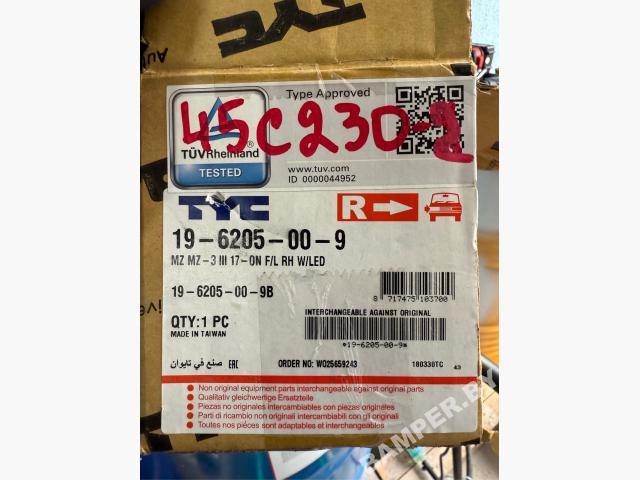 TYC
Type Approved
45C230-2
TÜVRheinland®
TESTED
www.tuv.com
ID 0000044952
TYC
R
19-6205-00-9
MZ MZ-3 III 17-ON F/L RH W/LED
19-6205-00-9B
8 717475 103700
QTY:1 PC
MADE IN TAIWAN
INTERCHANGEABLE AGAINST ORIGINAL
*19-6205-00-9*
صنع في تايوان EAC
ORDER NO: WO25659243
180330TC 43
Non original equipment parts interchangeable against original parts
Qualitativ gleichwertige Ersatzteile
Piezas no originales intercambiables con piezas originales
Parti di ricambio non originali intercambiabili con gli originali
Toutes nos pièces sont adaptables et interchangeables
BAMPER.BY